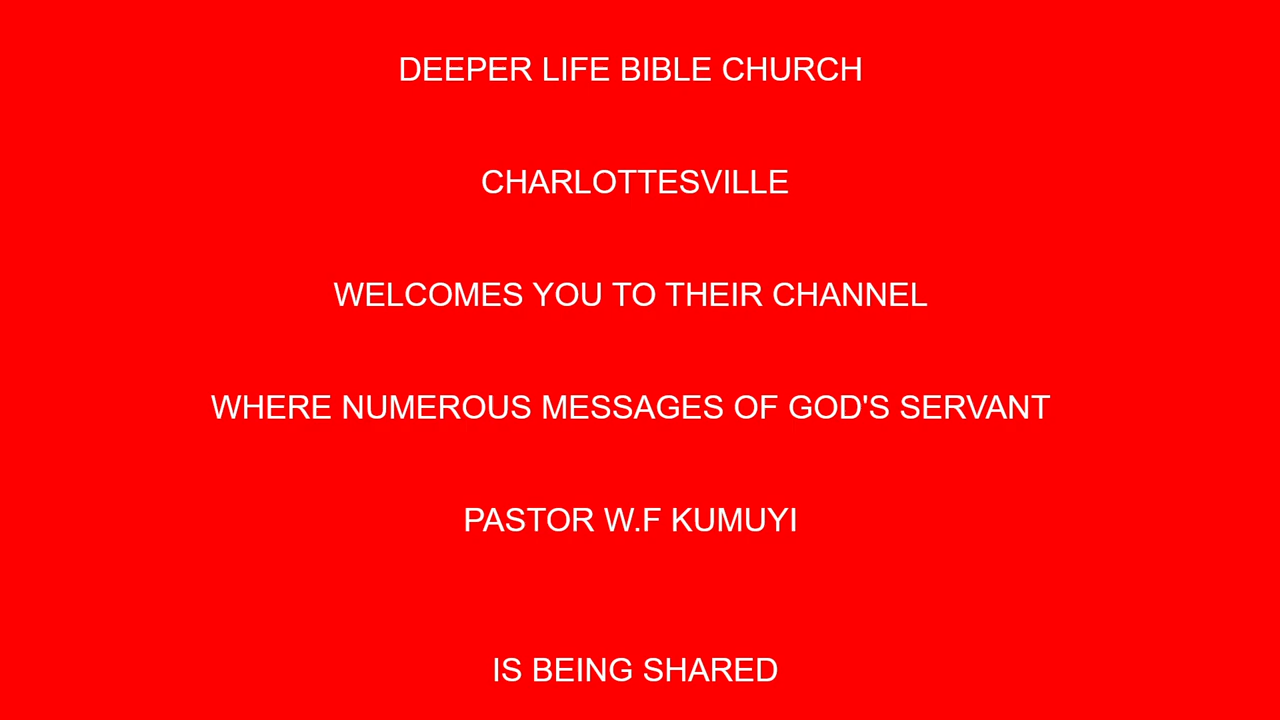 DEEPER LIFE BIBLE CHURCH
CHARLOTTESVILLE
WELCOMES YOU TO THEIR CHANNEL
WHERE NUMEROUS MESSAGES OF GOD'S SERVANT
PASTOR W.F KUMUYI
IS BEING SHARED